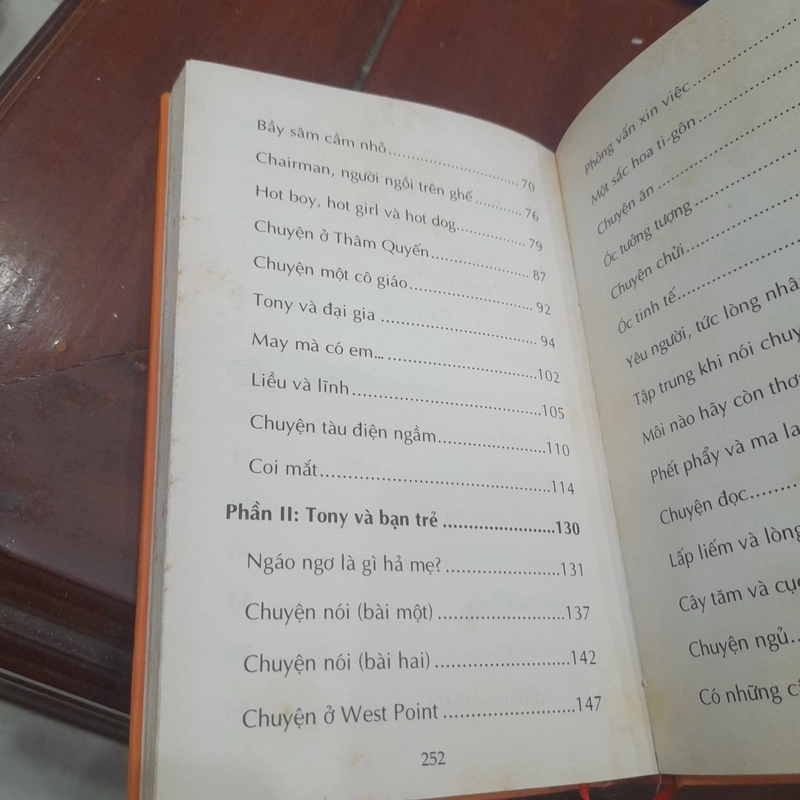 Bầy sâm cầm nhỏ........................ 70
Chairman, người ngồi trên ghế.......... 76
Hot boy, hot girl và hot dog............ 79
Chuyện ở Thâm Quyến................ 87
Chuyện một cô giáo.................... 92
Tony và đại gia ......................... 94
May mà có em...........................102
Liều và lĩnh..............................105
Chuyện tàu điện ngầm..................110
Coi mắt..................................114
Phần II: Tony và bạn trẻ .......................130
Ngáo ngơ là gì hả mẹ? ..................131
Chuyện nói (bài một)....................137
Chuyện nói (bài hai).....................142
Chuyện ở West Point ....................147
252
Phỏng vấn xin việc....................
Một sắc hoa ti-gôn....................
Chuyện ăn ..........................
Óc tưởng tượng ....................
Chuyện chửi.........................
Óc tinh tế............................
Yêu người, tức lòng nhân
Tập trung khi nói
Môi nào hãy còn
Phết phẩy và ma
Chuyện đọc.........
Lấp liếm và lòng
Cây tăm và
Chuyện ngủ..
Có những